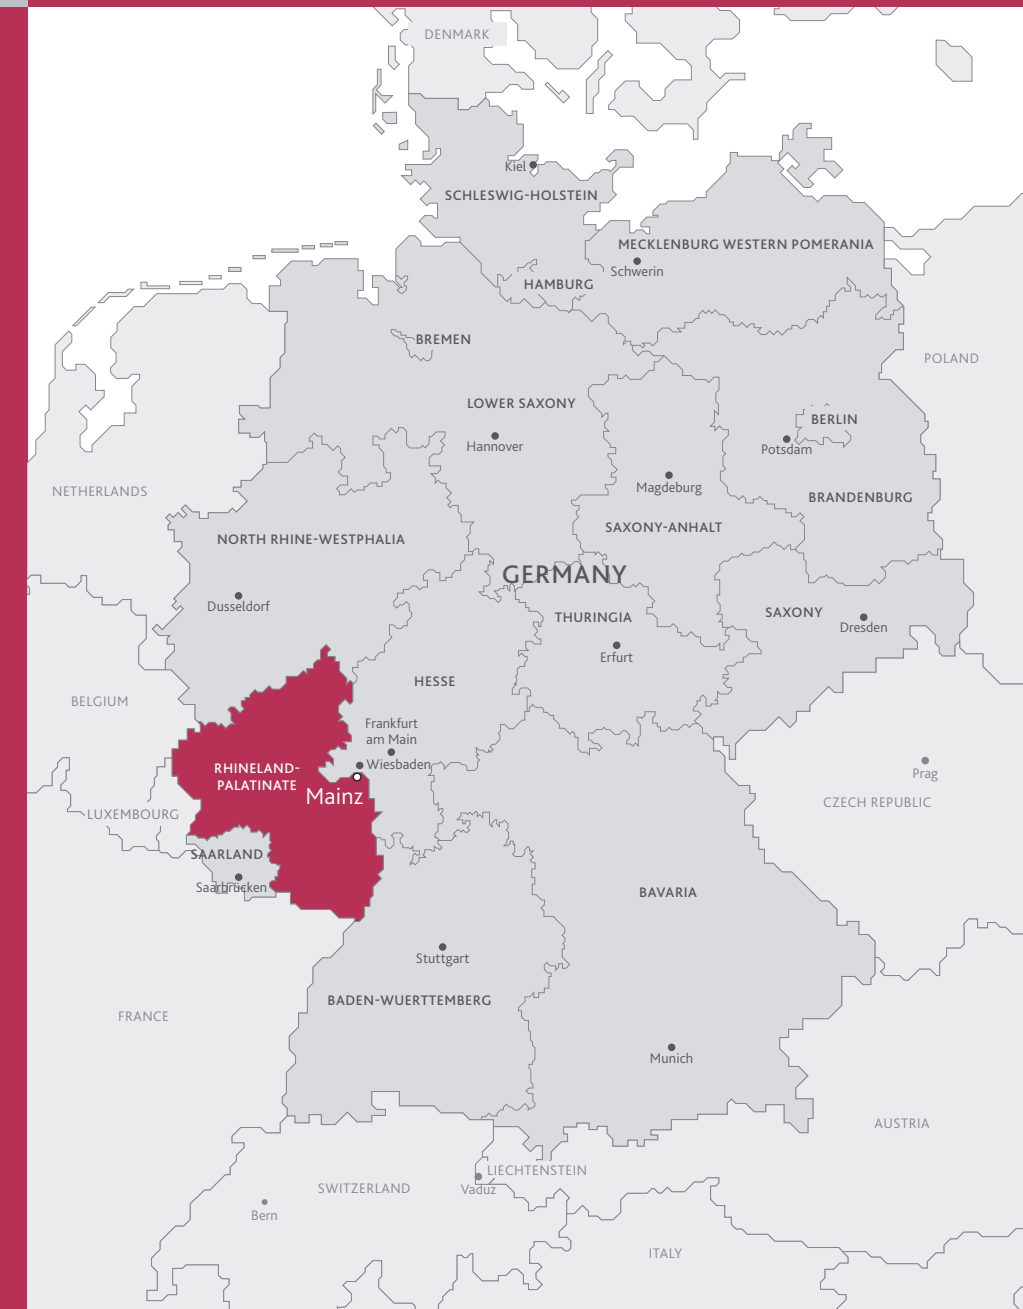 DENMARK
Kiel
SCHLESWIG-HOLSTEIN
MECKLENBURG WESTERN POMERANIA
Schwerin
HAMBURG
BREMEN
POLAND
LOWER SAXONY
BERLIN
Hannover
Potsdam
NETHERLANDS
Magdeburg
BRANDENBURG
SAXONY-ANHALT
NORTH RHINE-WESTPHALIA
GERMANY
Dusseldorf
THURINGIA
SAXONY
Dresden
Erfurt
HESSE
BELGIUM
Frankfurt
am Main
Wiesbaden
RHINELAND-
PALATINATE
Mainz
Prag
CZECH REPUBLIC
LUXEMBOURG
SAARLAND
Saarbrücken
BAVARIA
Stuttgart
BADEN-WUERTTEMBERG
FRANCE
Munich
AUSTRIA
LIECHTENSTEIN
Vaduz
SWITZERLAND
Bern
ITALY